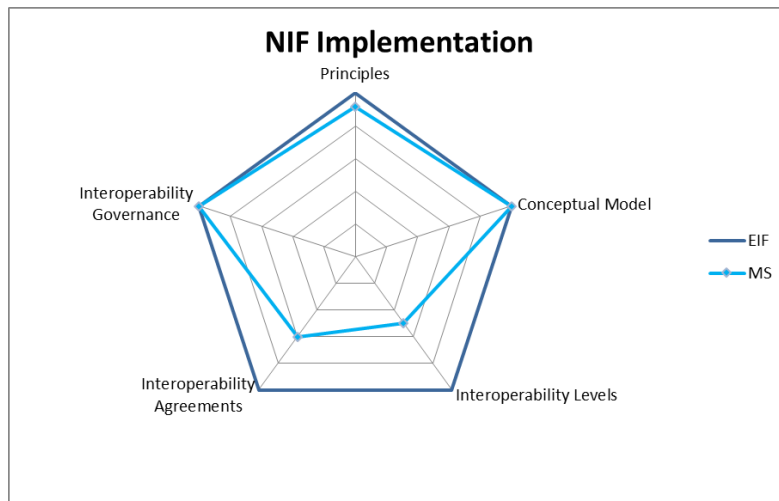 NIF Implementation
Principles
Interoperability
Governance
Conceptual Model
EIF
MS
Interoperability
Agreements
Interoperability Levels